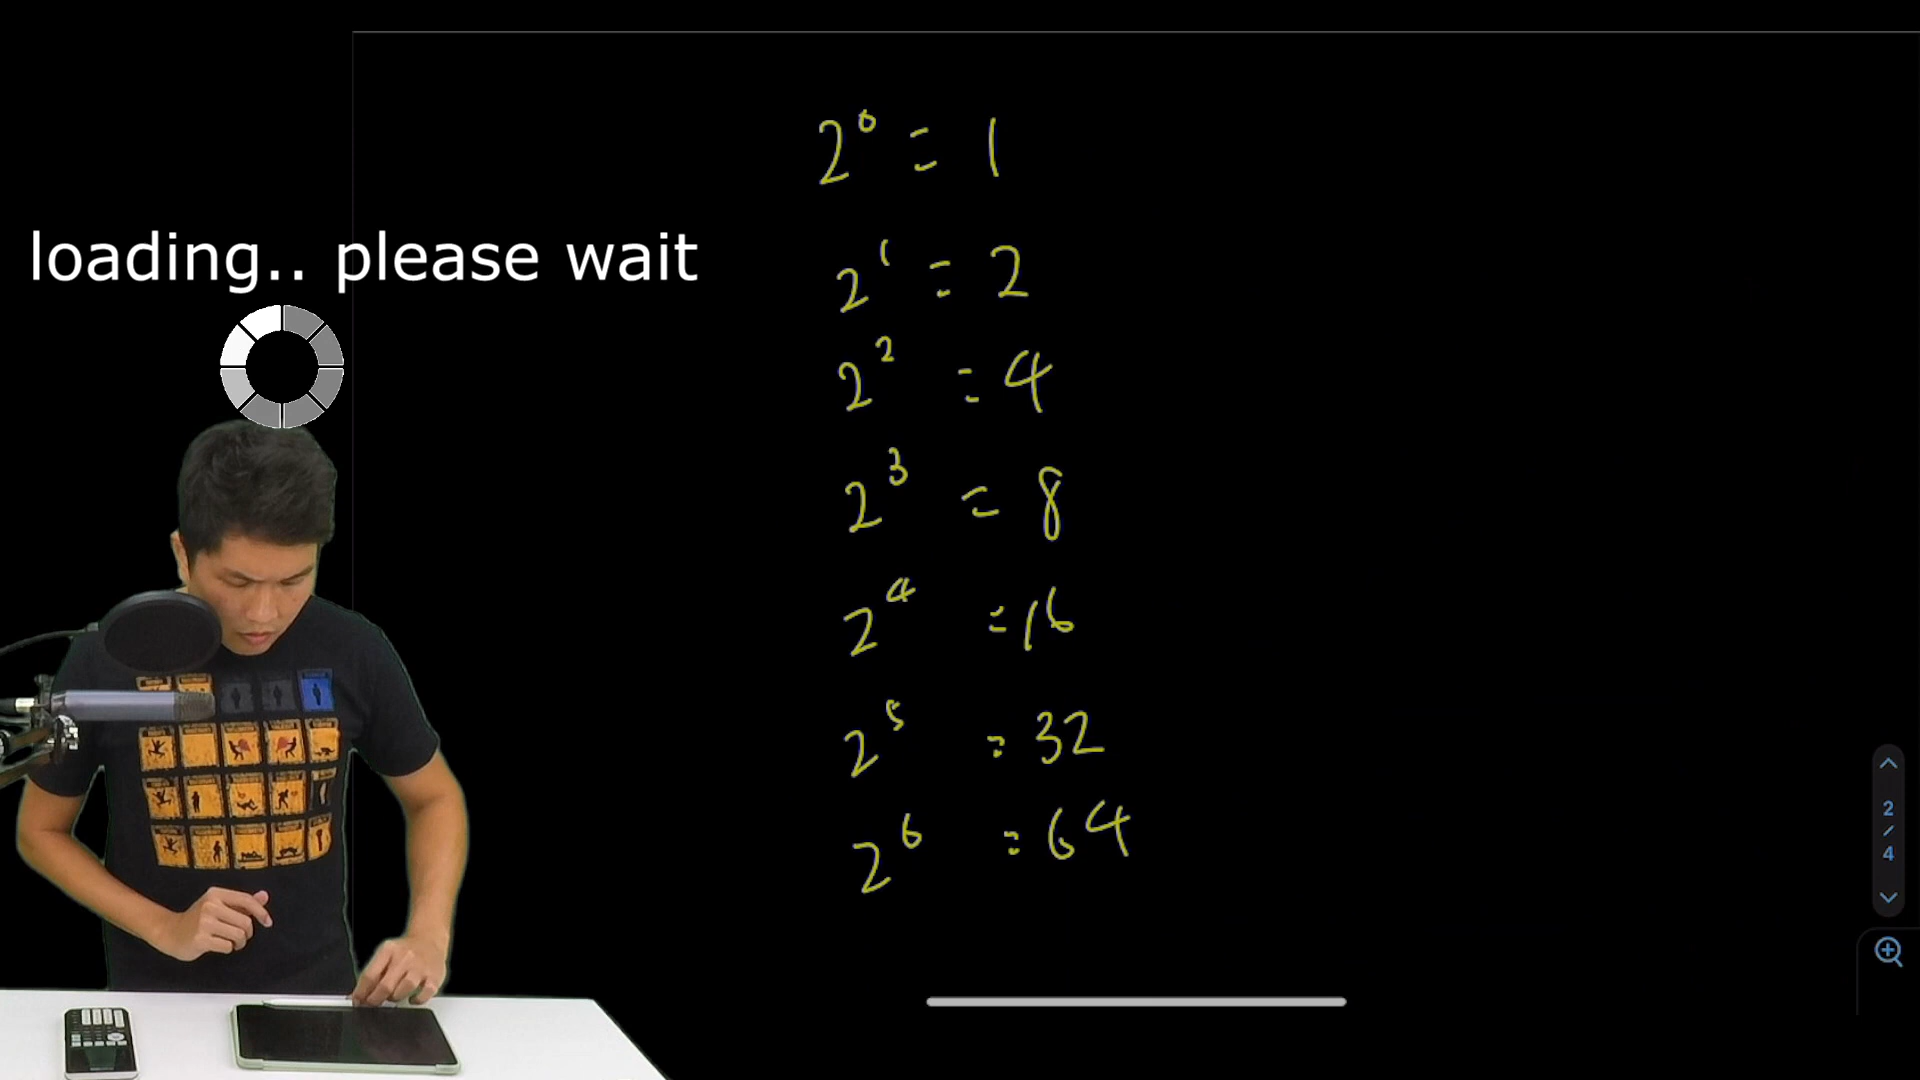 2⁰ = 1
loading.. please wait
2¹ = 2
2² = 4
2³ = 8
2⁴ = 16
2⁵ = 32
2⁶ = 64
2
/
4